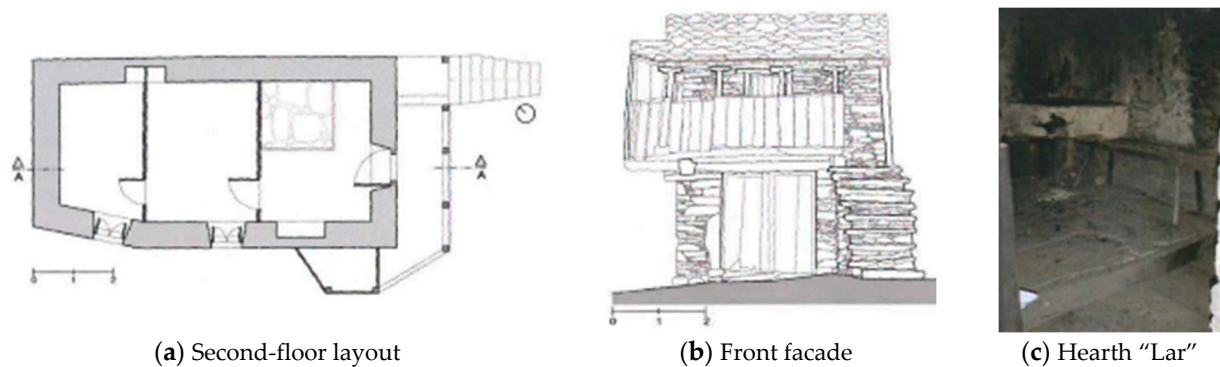 A A
0 1 2
0 1 2
(a) Second-floor layout
(b) Front facade
(c) Hearth “Lar”